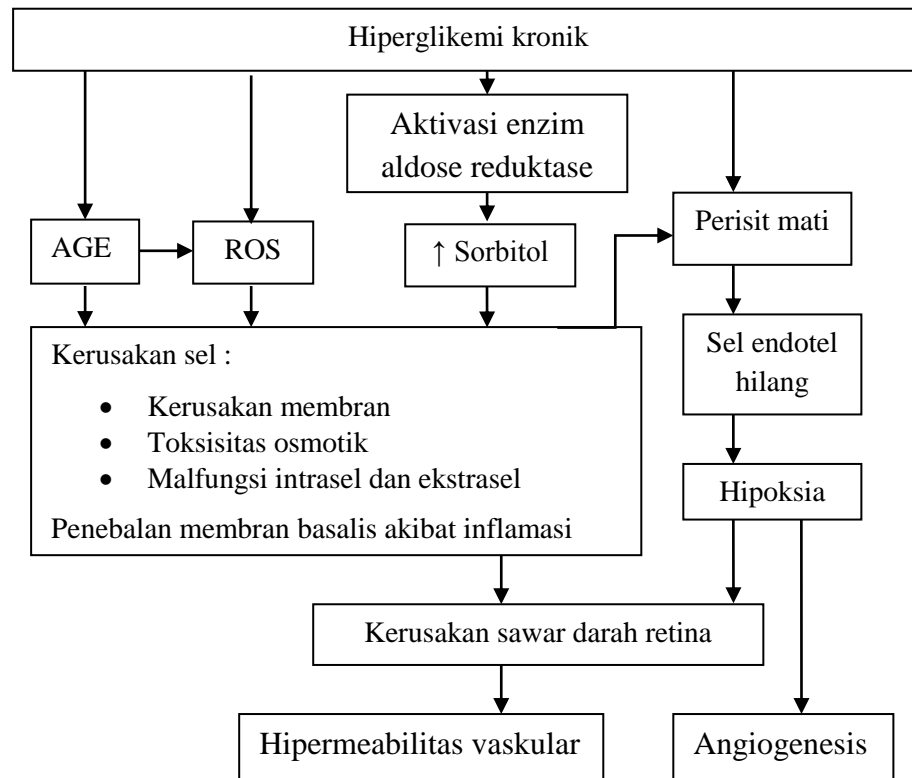 Hiperglikemi kronik
Aktivasi enzim
aldose reduktase
AGE
ROS
↑ Sorbitol
Perisit mati
Kerusakan sel :
• Kerusakan membran
• Toksisitas osmotik
• Malfungsi intrasel dan ekstrasel
Penebalan membran basalis akibat inflamasi
Sel endotel
hilang
Hipoksia
Kerusakan sawar darah retina
Hipermeabilitas vaskular
Angiogenesis